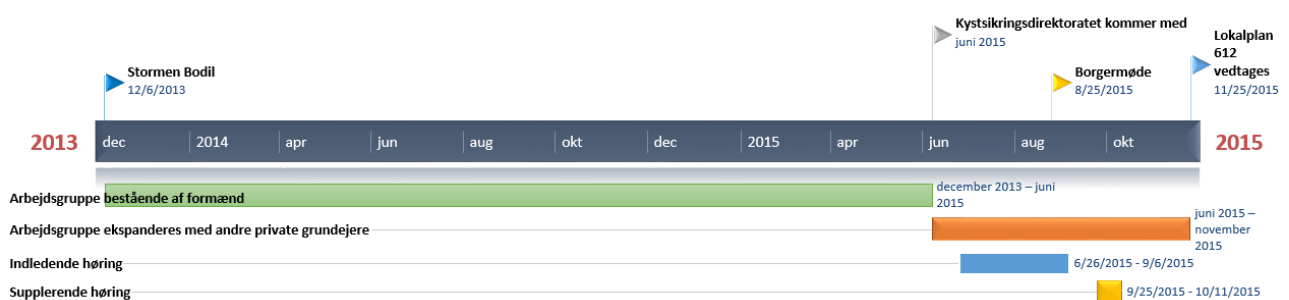 Kystsikringsdirektoratet kommer med
juni 2015
Lokalplan
612
vedtages
11/25/2015
Stormen Bodil
12/6/2013
Borgermøde
8/25/2015
2013 dec 2014 apr jun aug okt dec 2015 apr jun aug okt 2015
Arbejdsgruppe bestående af formænd
december 2013 – juni
2015
Arbejdsgruppe ekspanderes med andre private grundejere
juni 2015 –
november
2015
Indledende høring
6/26/2015 - 9/6/2015
Supplerende høring
9/25/2015 - 10/11/2015